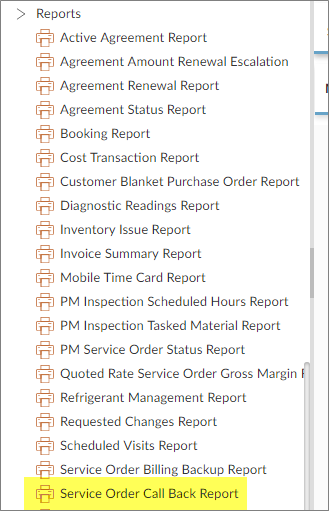 Reports
Active Agreement Report
Agreement Amount Renewal Escalation
Agreement Renewal Report
Agreement Status Report
Booking Report
Cost Transaction Report
Customer Blanket Purchase Order Report
Diagnostic Readings Report
Inventory Issue Report
Invoice Summary Report
Mobile Time Card Report
PM Inspection Scheduled Hours Report
PM Inspection Tasked Material Report
PM Service Order Status Report
Quoted Rate Service Order Gross Margin
Refrigerant Management Report
Requested Changes Report
Scheduled Visits Report
Service Order Billing Backup Report
Service Order Call Back Report